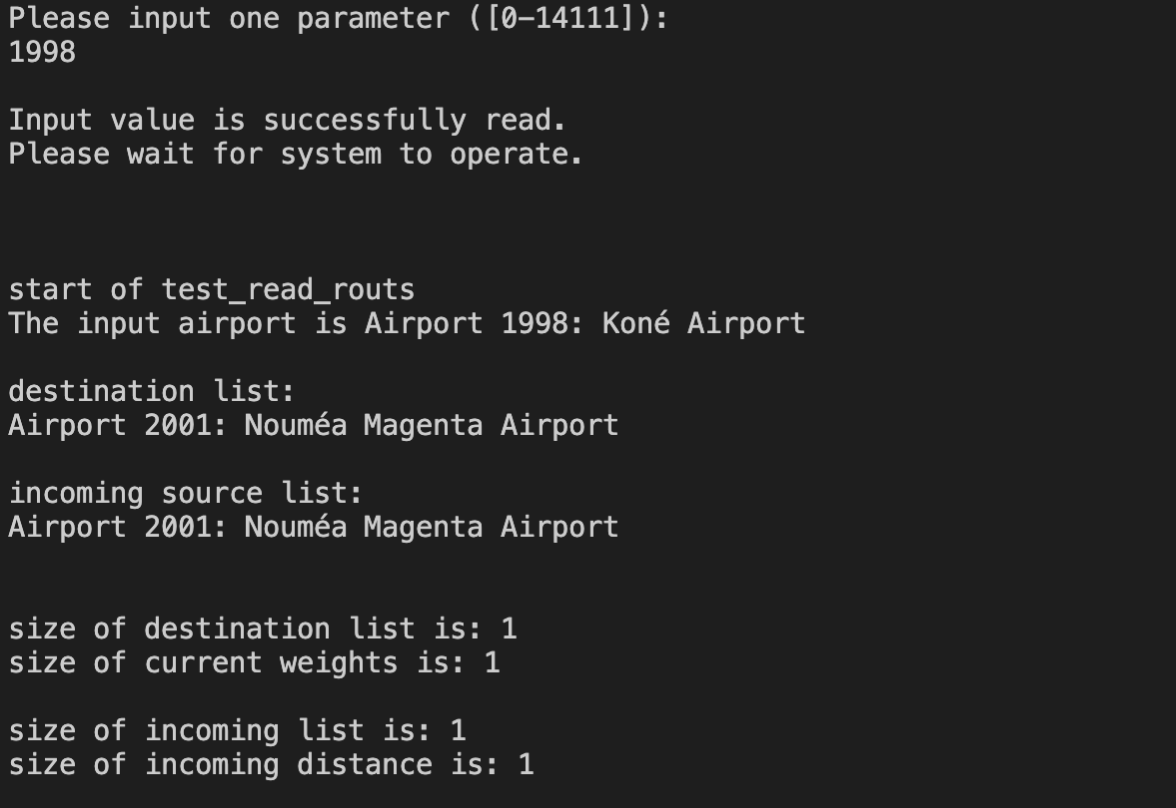 Please input one parameter ([0-14111]):
1998
Input value is successfully read.
Please wait for system to operate.
start of test_read_routs
The input airport is Airport 1998: Koné Airport
destination list:
Airport 2001: Nouméa Magenta Airport
incoming source list:
Airport 2001: Nouméa Magenta Airport
size of destination list is: 1
size of current weights is: 1
size of incoming list is: 1
size of incoming distance is: 1